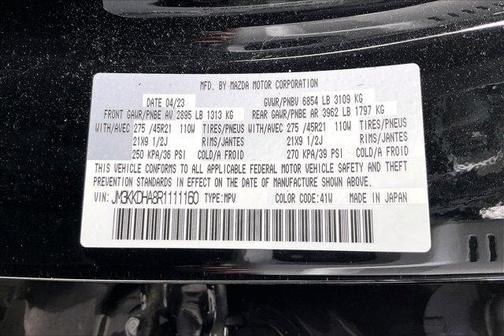 MFD. BY MAZDA MOTOR CORPORATION
DATE 04/23 GVWR/PNBV 6854 LB 3109 KG
FRONT GAWR/PNBE AV 2895 LB 1313 KG REAR GAWR/PNBE AR 3962 LB 1797 KG
WITH/AVEC 275 /45R21 110W TIRES/PNEUS WITH/AVEC 275 /45R21 110W TIRES/PNEUS
21X9 1/2J RIMS/JANTES 21X9 1/2J RIMS/JANTES
250 KPA/36 PSI COLD/A FROID 270 KPA/39 PSI COLD/A FROID
THIS VEHICLE CONFORMS TO ALL APPLICABLE FEDERAL MOTOR VEHICLE SAFETY AND THEFT
PREVENTION STANDARDS IN EFFECT ON THE DATE OF MANUFACTURE SHOWN ABOVE.
VIN: JM3KKDHA8R1111160 TYPE:MPV COLOR CODE:41W MADE IN JAPAN